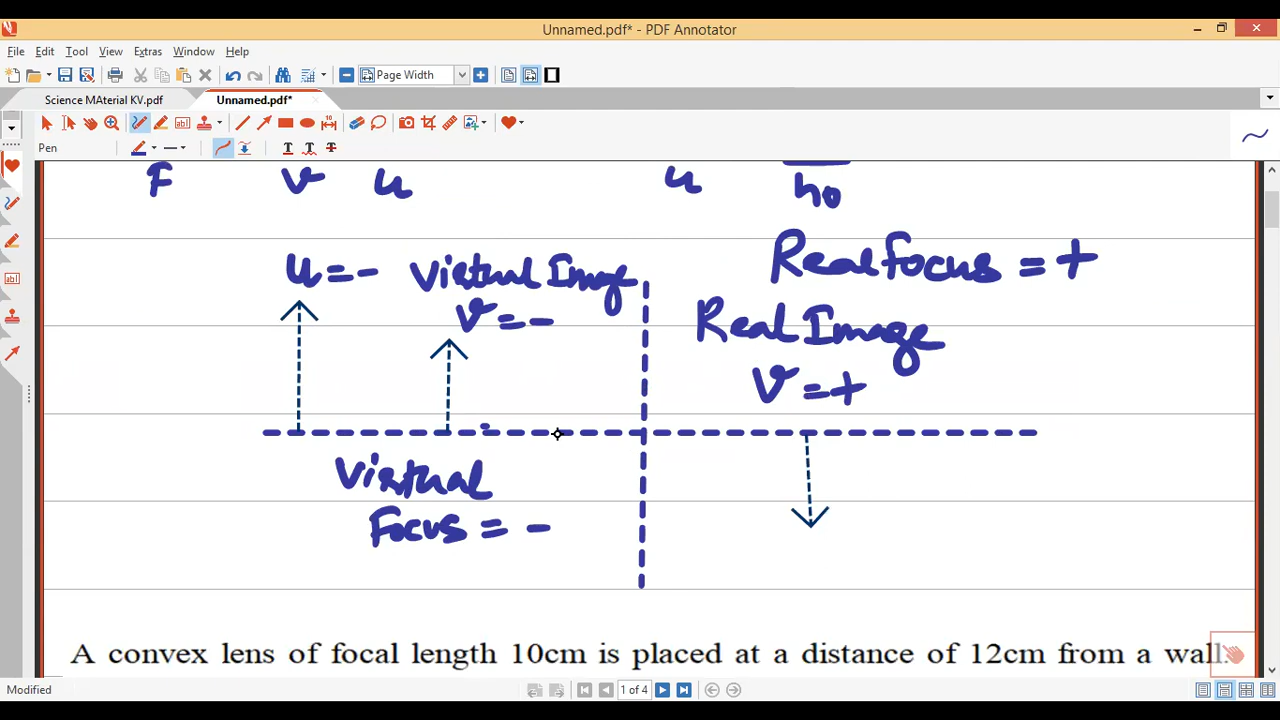 Unnamed.pdf* - PDF Annotator
File Edit Tool View Extras Window Help
Page Width
Science MAterial KV.pdf Unnamed.pdf*
10
Pen
F v u u ho
u = - Virtual Imag
v = -
Real focus = +
Real Image
v = +
Virtual
Focus = -
A convex lens of focal length 10cm is placed at a distance of 12cm from a wall.
Modified 1 of 4